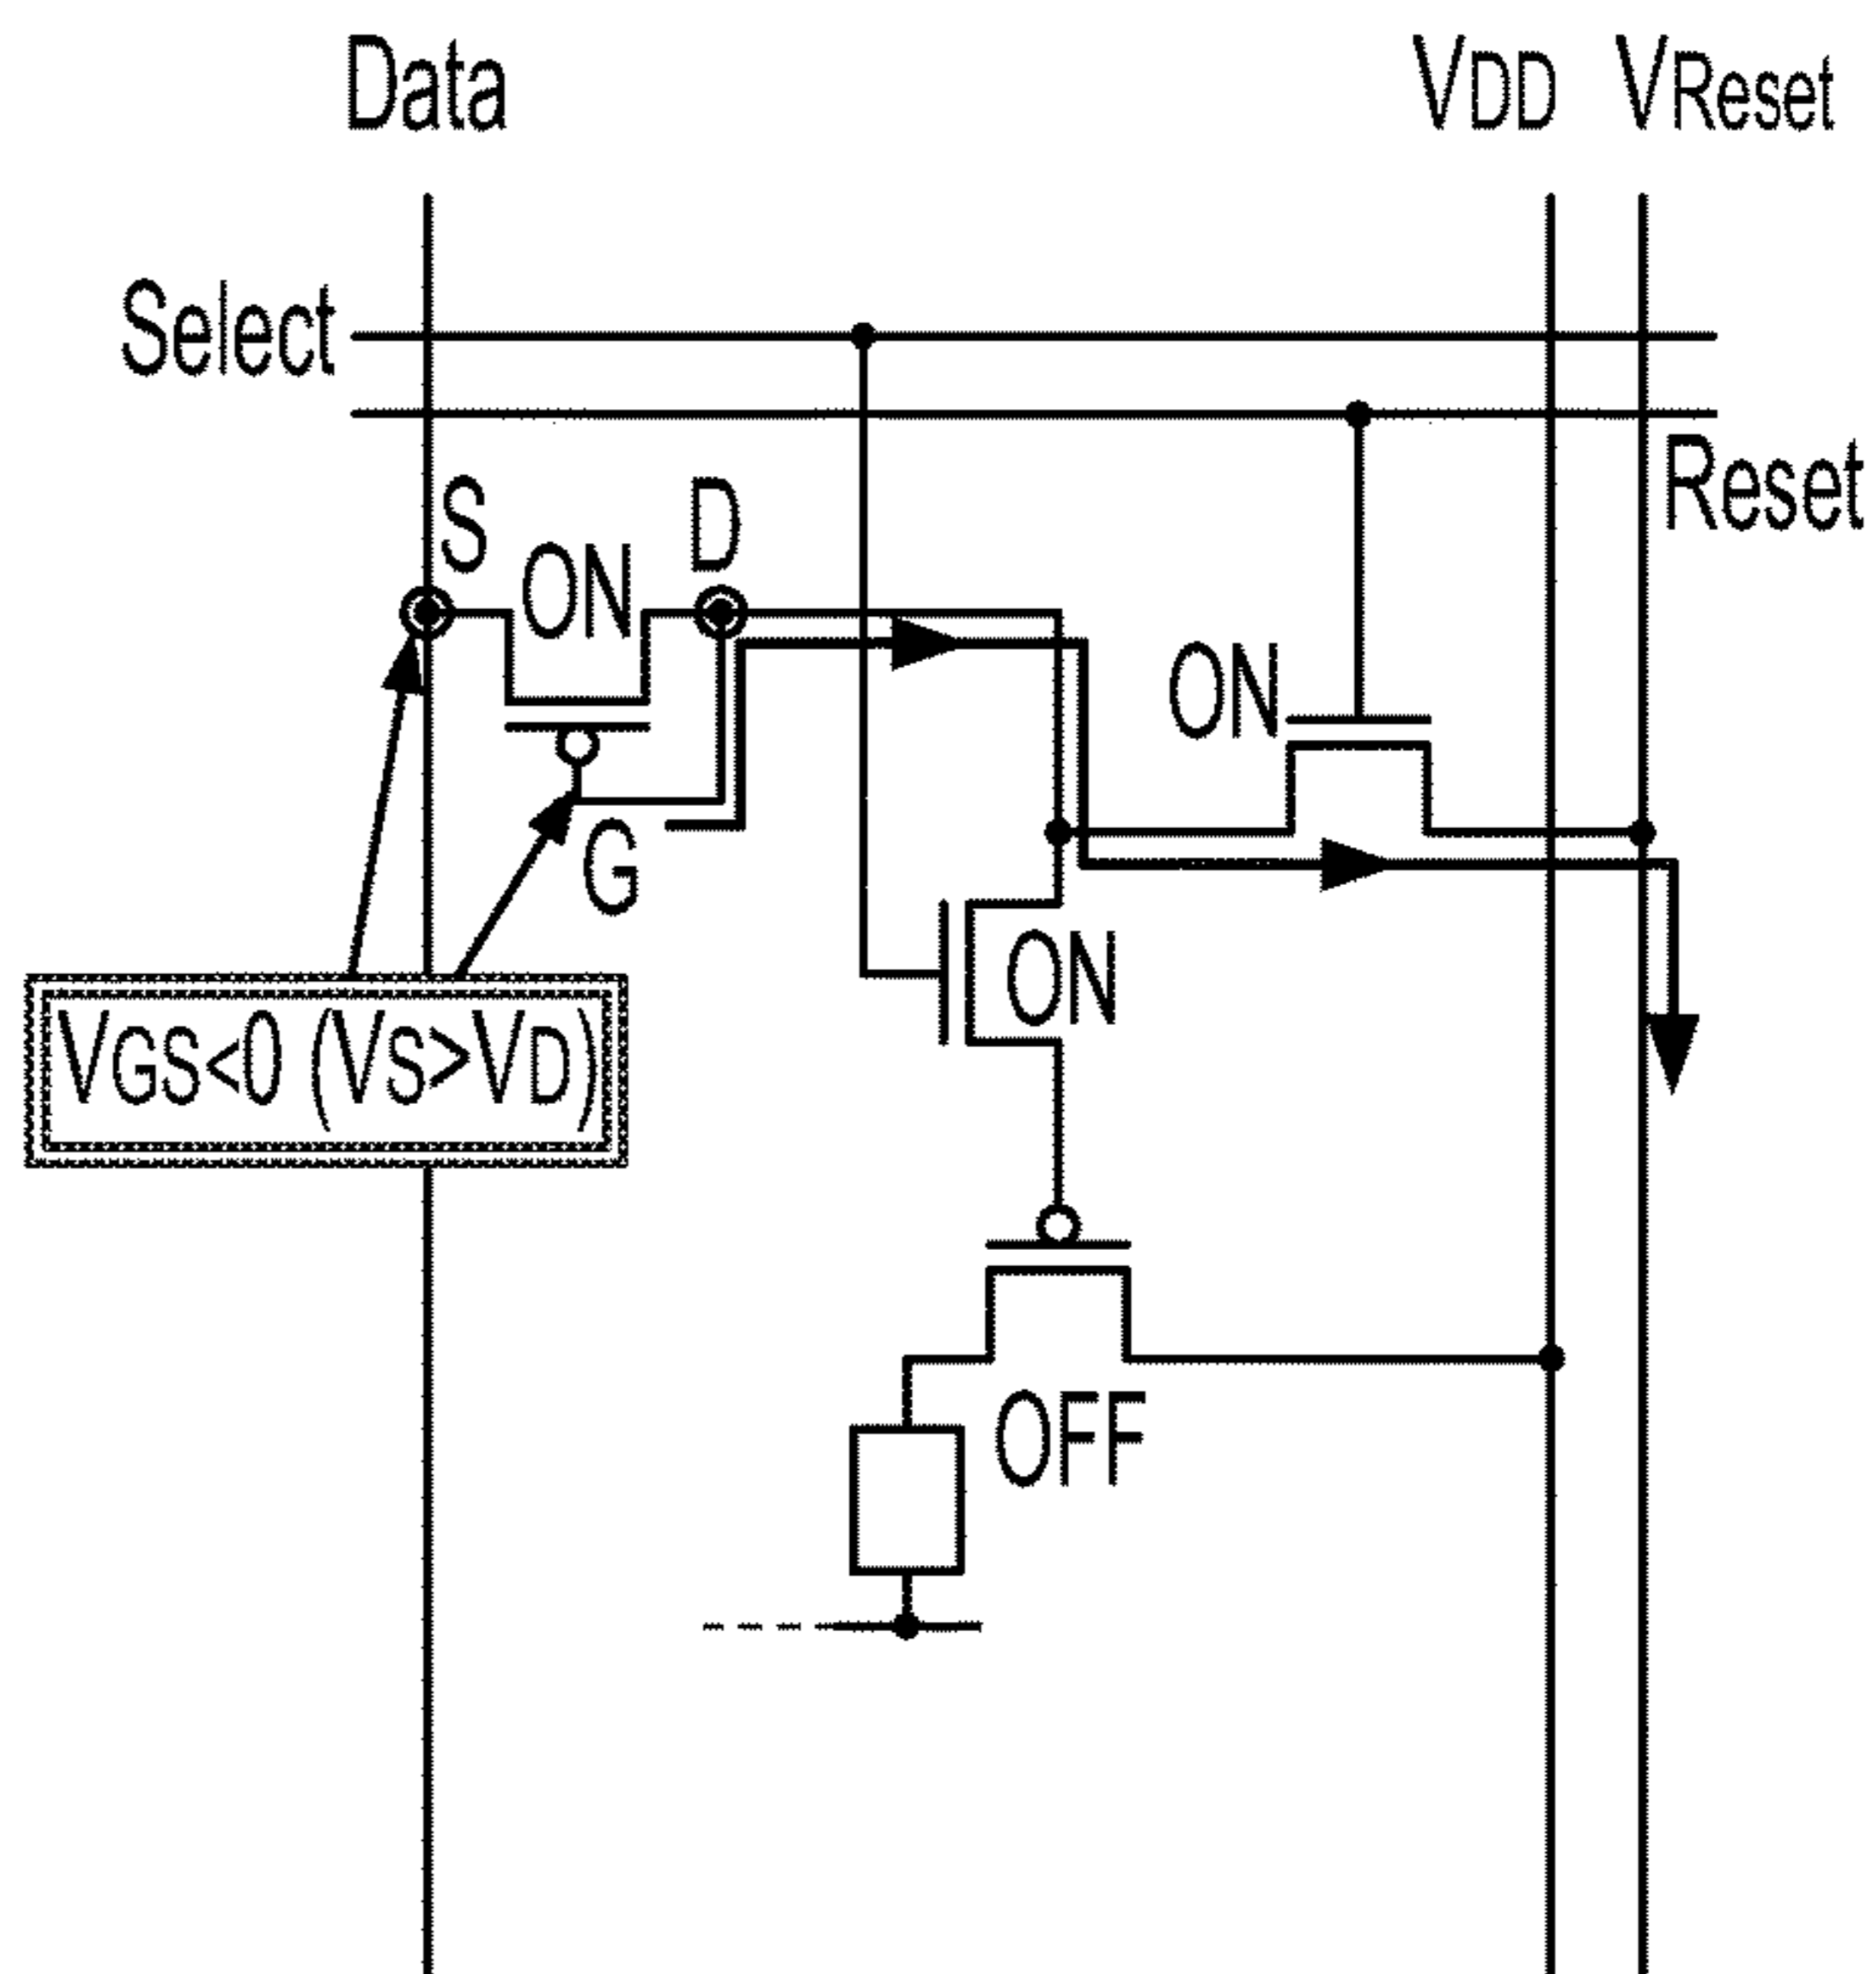 Data
VDD
VReset
Select
Reset
S
ON
D
ON
G
ON
VGS<0 (VS>VD)
OFF